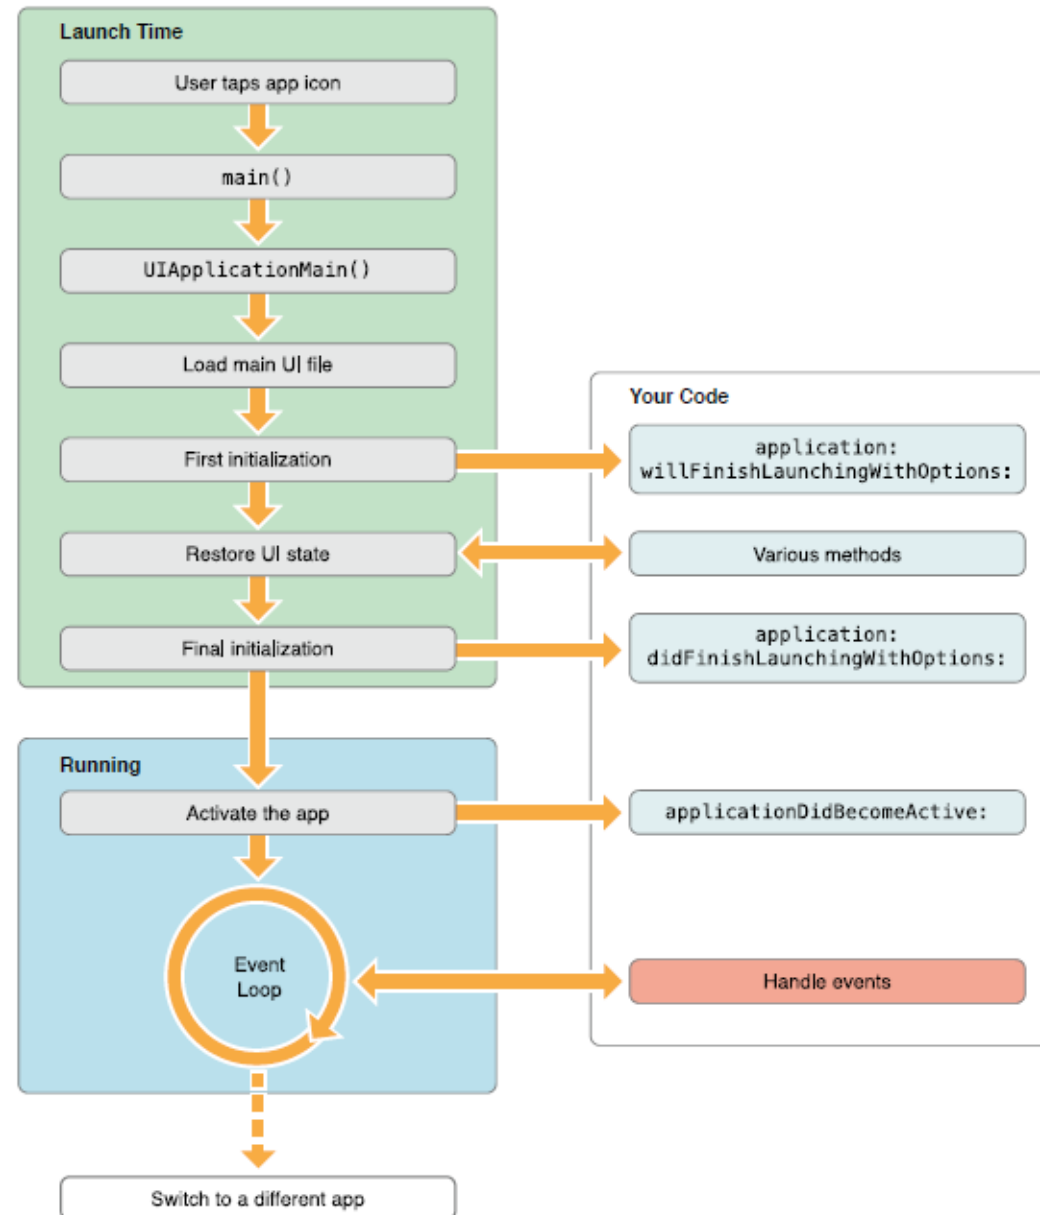 Launch Time
User taps app icon
main()
UIApplicationMain()
Load main UI file
First initialization
Restore UI state
Final initialization
Your Code
application:
willFinishLaunchingWithOptions:
Various methods
application:
didFinishLaunchingWithOptions:
Running
Activate the app
applicationDidBecomeActive:
Event
Loop
Handle events
Switch to a different app